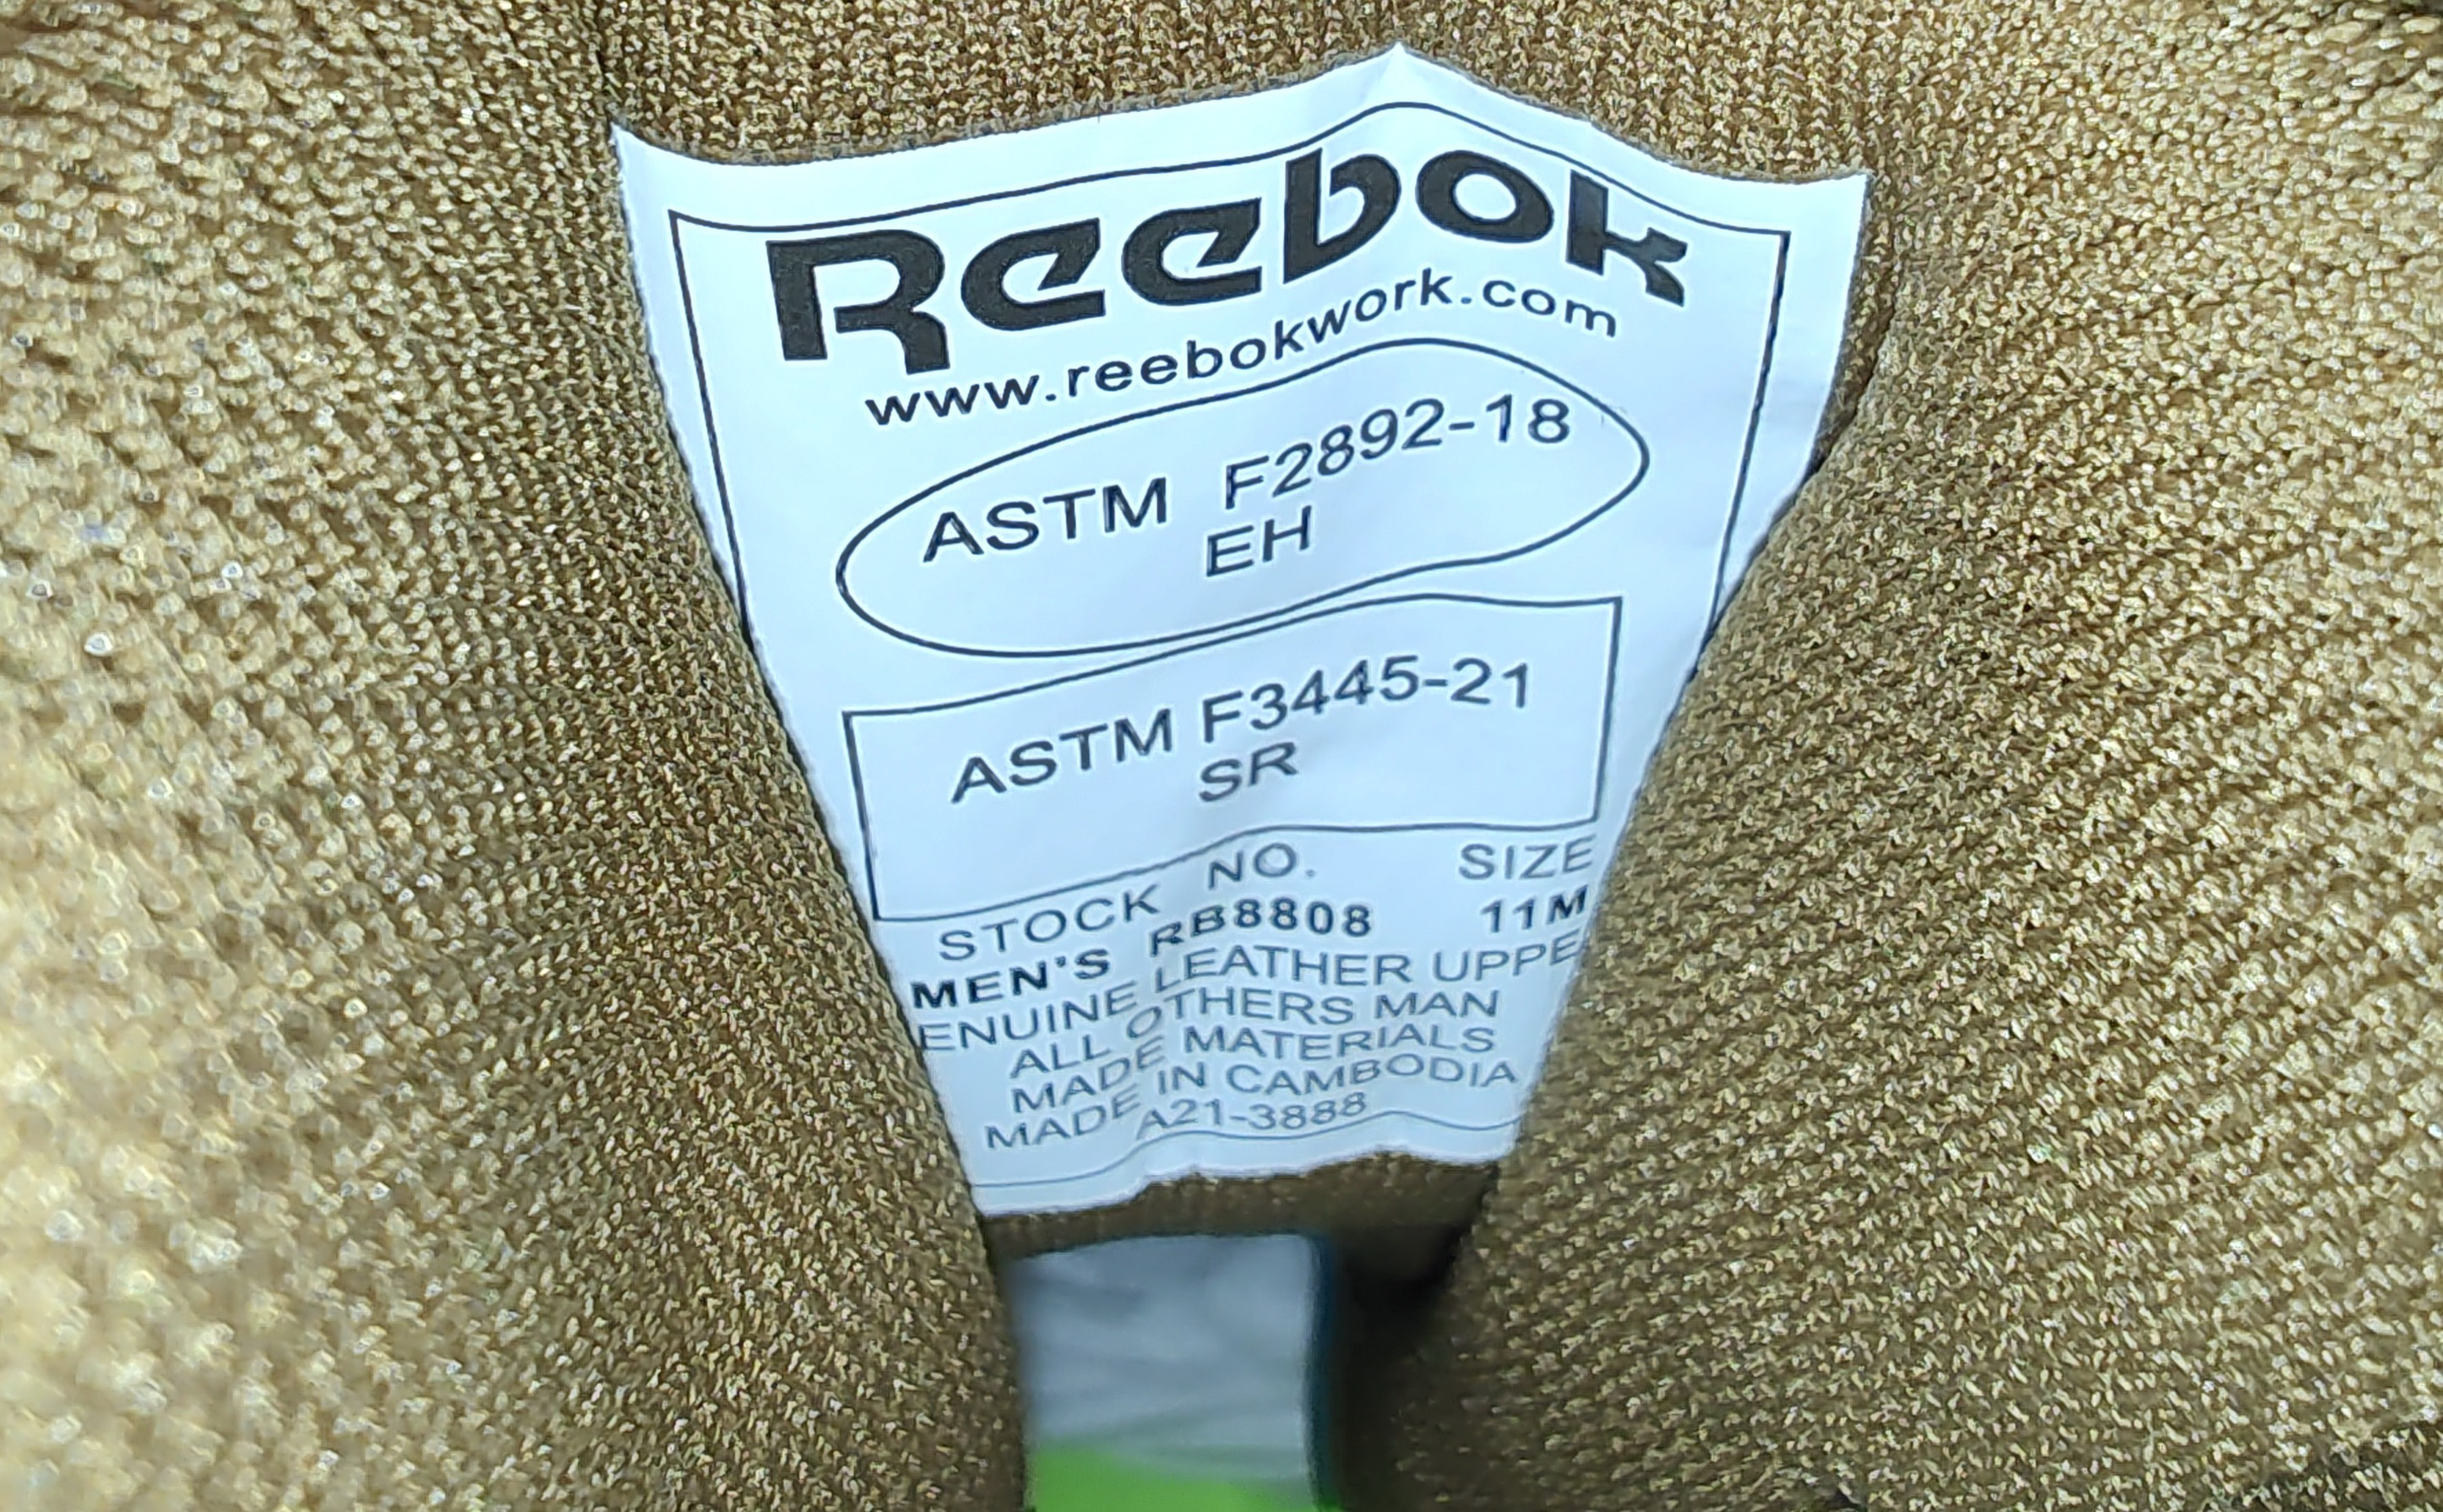 Reebok
www.reebokwork.com
ASTM F2892-18
EH
ASTM F3445-21
SR
STOCK NO. SIZE
MEN'S RB8808 11M
ENUINE LEATHER UPPE
ALL OTHERS MAN
MADE MATERIALS
MADE IN CAMBODIA
A21-3888